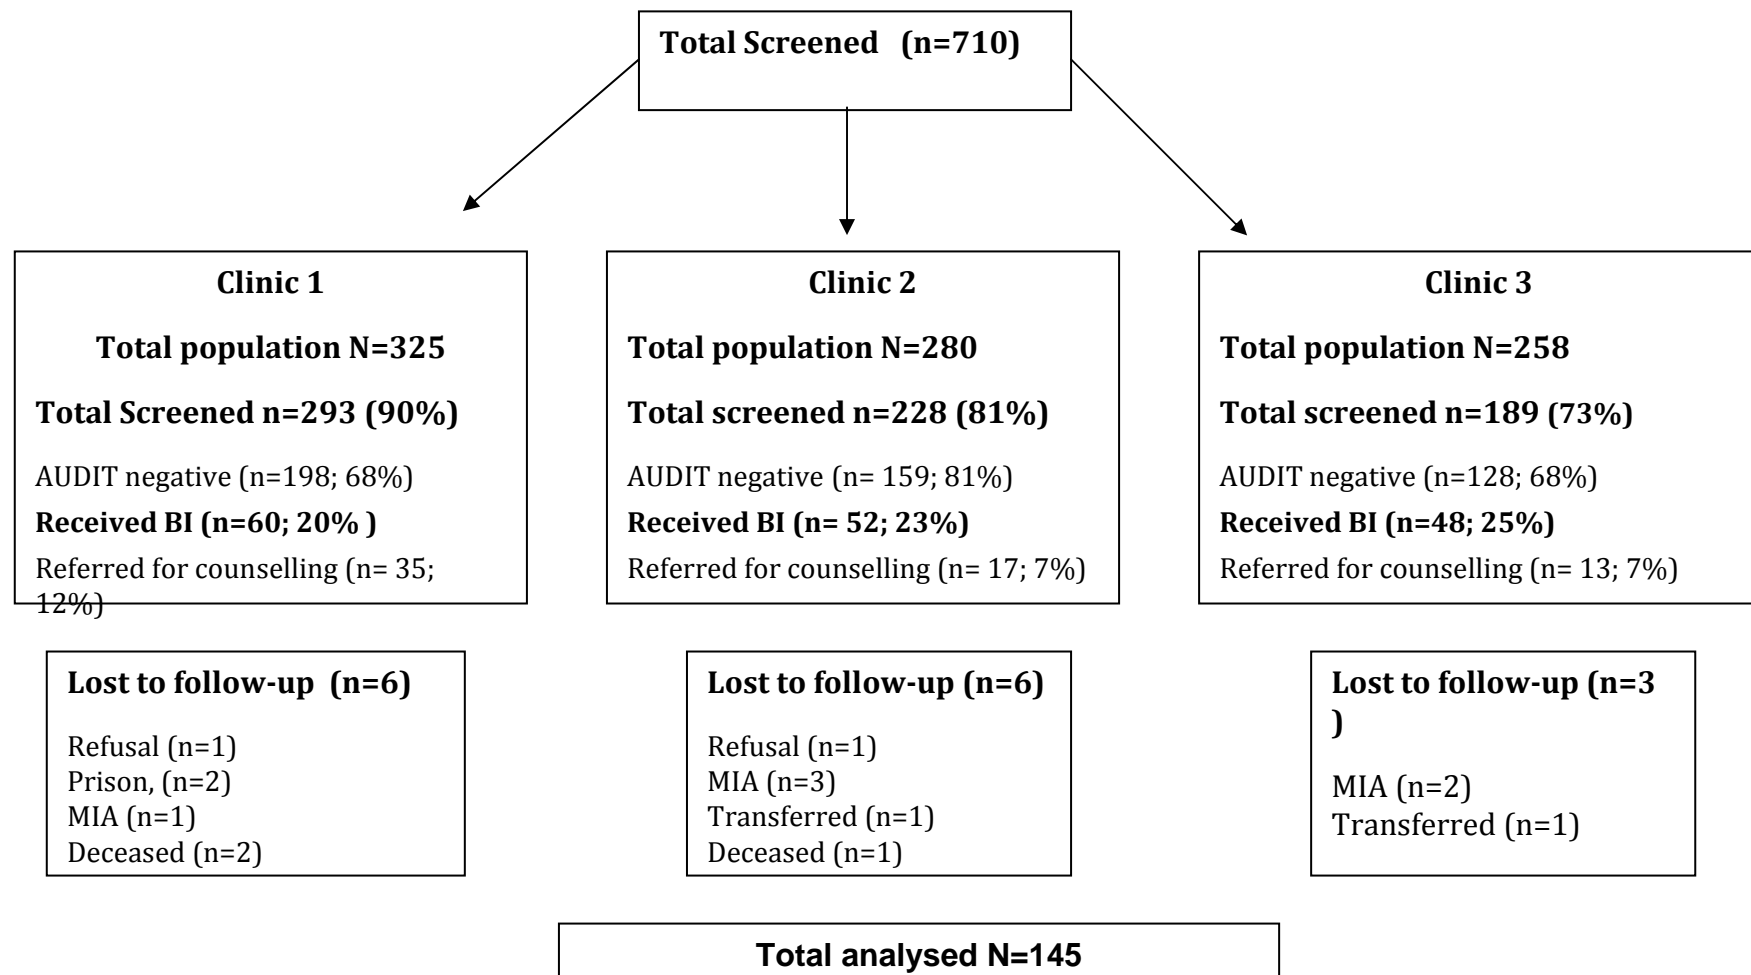 Total Screened (n=710)
Clinic 1
Total population N=325
Total Screened n=293 (90%)
AUDIT negative (n=198; 68%)
Received BI (n=60; 20% )
Referred for counselling (n= 35;
12%)
Clinic 2
Total population N=280
Total screened n=228 (81%)
AUDIT negative (n= 159; 81%)
Received BI (n= 52; 23%)
Referred for counselling (n= 17; 7%)
Clinic 3
Total population N=258
Total screened n=189 (73%)
AUDIT negative (n=128; 68%)
Received BI (n=48; 25%)
Referred for counselling (n= 13; 7%)
Lost to follow-up (n=6)
Refusal (n=1)
Prison, (n=2)
MIA (n=1)
Deceased (n=2)
Lost to follow-up (n=6)
Refusal (n=1)
MIA (n=3)
Transferred (n=1)
Deceased (n=1)
Lost to follow-up (n=3
)
MIA (n=2)
Transferred (n=1)
Total analysed N=145